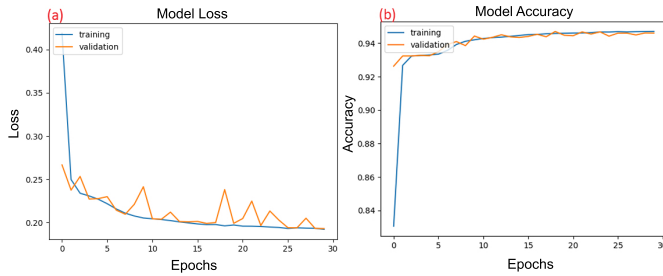 (a)
Model Loss
training
validation
0.40
0.35
0.30
0.25
0.20
Loss
0 5 10 15 20 25 30
Epochs
(b)
Model Accuracy
training
validation
0.94
0.92
0.90
0.88
0.86
0.84
Accuracy
0 5 10 15 20 25 30
Epochs